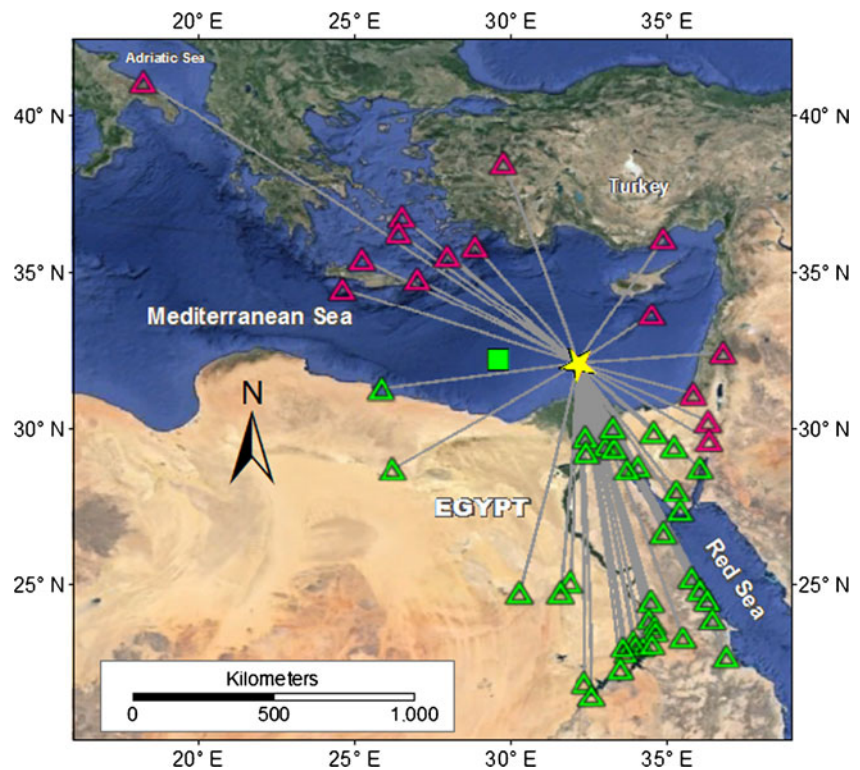 20° E 25° E 30° E 35° E
Adriatic Sea
40° N 40° N
Turkey
35° N 35° N
Mediterranean Sea
N
30° N 30° N
EGYPT
Red Sea
25° N 25° N
Kilometers
0 500 1.000
20° E 25° E 30° E 35° E